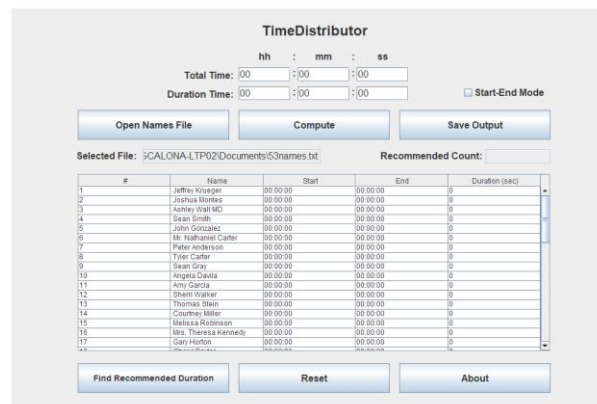 TimeDistributor
hh : mm : ss
Total Time: 00 : 00 : 00
Duration Time: 00 : 00 : 00
Start-End Mode
Open Names File Compute Save Output
Selected File: SCALONA-LTP02\Documents\53names.txt Recommended Count:
# Name Start End Duration (sec)
1 Jeffrey Krueger 00:00:00 00:00:00 0
2 Joshua Montes 00:00:00 00:00:00 0
3 Ashley Wall MD 00:00:00 00:00:00 0
4 Sean Smith 00:00:00 00:00:00 0
5 John Gonzalez 00:00:00 00:00:00 0
6 Mr. Nathaniel Carter 00:00:00 00:00:00 0
7 Peter Anderson 00:00:00 00:00:00 0
8 Tyler Carter 00:00:00 00:00:00 0
9 Sean Gray 00:00:00 00:00:00 0
10 Angela Davila 00:00:00 00:00:00 0
11 Amy Garcia 00:00:00 00:00:00 0
12 Sherri Walker 00:00:00 00:00:00 0
13 Thomas Stein 00:00:00 00:00:00 0
14 Courtney Miller 00:00:00 00:00:00 0
15 Melissa Robinson 00:00:00 00:00:00 0
16 Mrs. Theresa Kennedy 00:00:00 00:00:00 0
17 Gary Horton 00:00:00 00:00:00 0
Find Recommended Duration Reset About